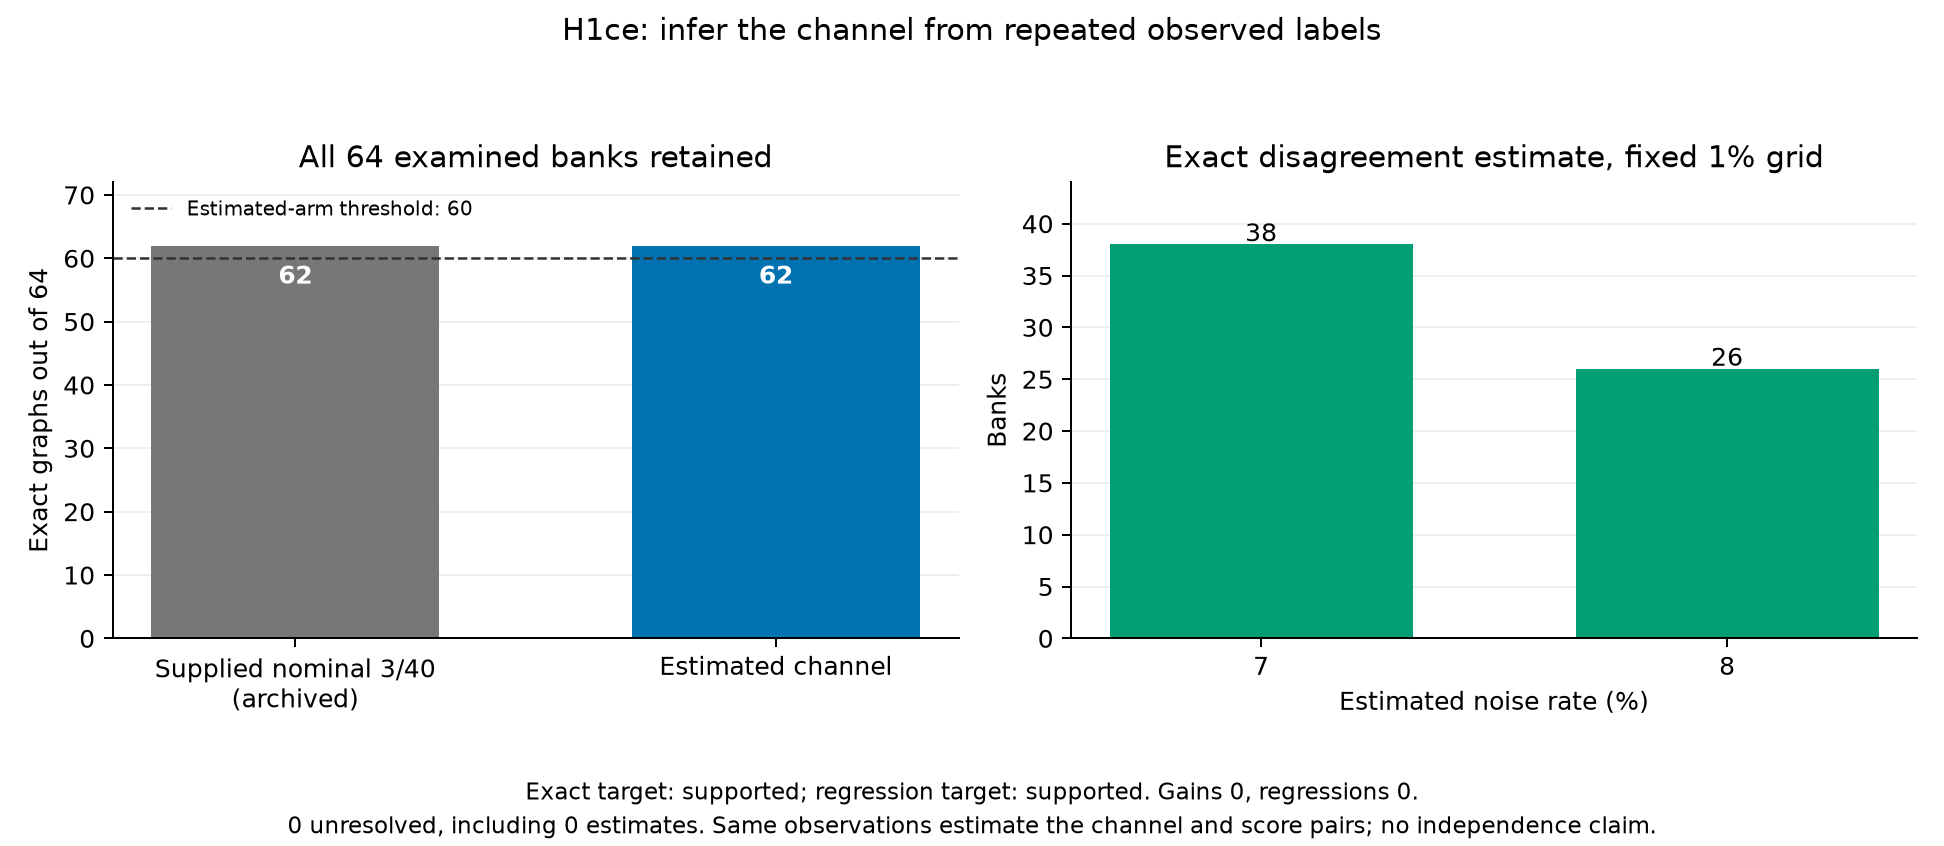 H1ce: infer the channel from repeated observed labels
All 64 examined banks retained
Exact graphs out of 64
70
60
50
40
30
20
10
0
Estimated-arm threshold: 60
62
62
Supplied nominal 3/40
(archived)
Estimated channel
Exact disagreement estimate, fixed 1% grid
Banks
40
35
30
25
20
15
10
5
0
38
26
7
8
Estimated noise rate (%)
Exact target: supported; regression target: supported. Gains 0, regressions 0.
0 unresolved, including 0 estimates. Same observations estimate the channel and score pairs; no independence claim.